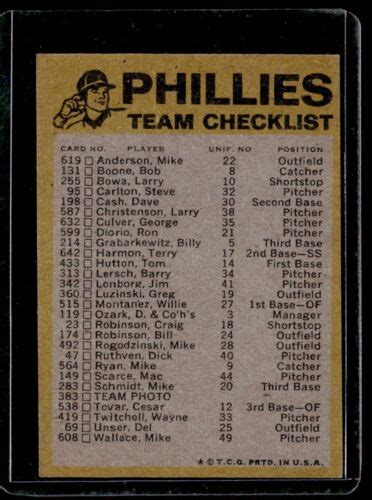 PHILLIES
TEAM CHECKLIST
CARD NO. PLAYER UNIF. NO POSITION
619 Anderson, Mike 22 Outfield
131 Boone, Bob 8 Catcher
255 Bowa, Larry 10 Shortstop
95 Carlton, Steve 32 Pitcher
198 Cash, Dave 30 Second Base
587 Christenson, Larry 38 Pitcher
632 Culver, George 35 Pitcher
599 Diorio, Ron 21 Pitcher
214 Grabarkewitz, Billy 5 Third Base
642 Harmon, Terry 17 2nd Base—SS
433 Hutton, Tom 14 First Base
313 Lersch, Barry 34 Pitcher
342 Lonborg, Jim 41 Pitcher
360 Luzinski, Greg 19 Outfield
515 Montanez, Willie 27 1st Base—OF
119 Ozark, D. & Co'h's 3 Manager
23 Robinson, Craig 18 Shortstop
174 Robinson, Bill 24 Outfield
492 Rogodzinski, Mike 28 Outfield
47 Ruthven, Dick 40 Pitcher
564 Ryan, Mike 9 Catcher
149 Scarce, Mac 44 Pitcher
283 Schmidt, Mike 20 Third Base
383 TEAM PHOTO
538 Tovar, Cesar 12 3rd Base—OF
419 Twitchell, Wayne 33 Pitcher
69 Unser, Del 25 Outfield
608 Wallace, Mike 49 Pitcher
* © T.C.G. PRTD. IN U.S.A.